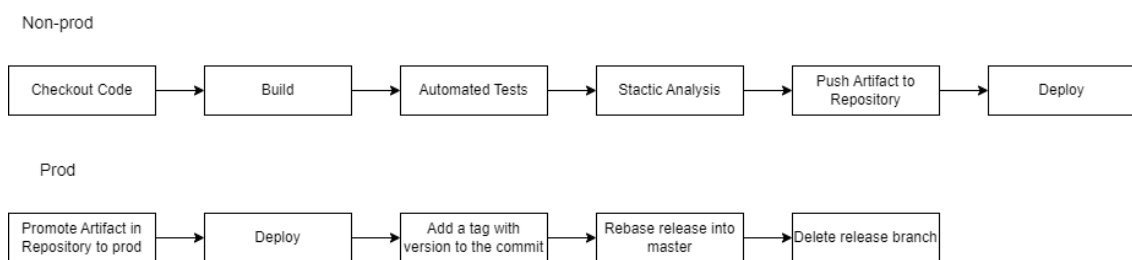 Non-prod
Checkout Code
Build
Automated Tests
Stactic Analysis
Push Artifact to
Repository
Deploy
Prod
Promote Artifact in
Repository to prod
Deploy
Add a tag with
version to the commit
Rebase release into
master
Delete release branch